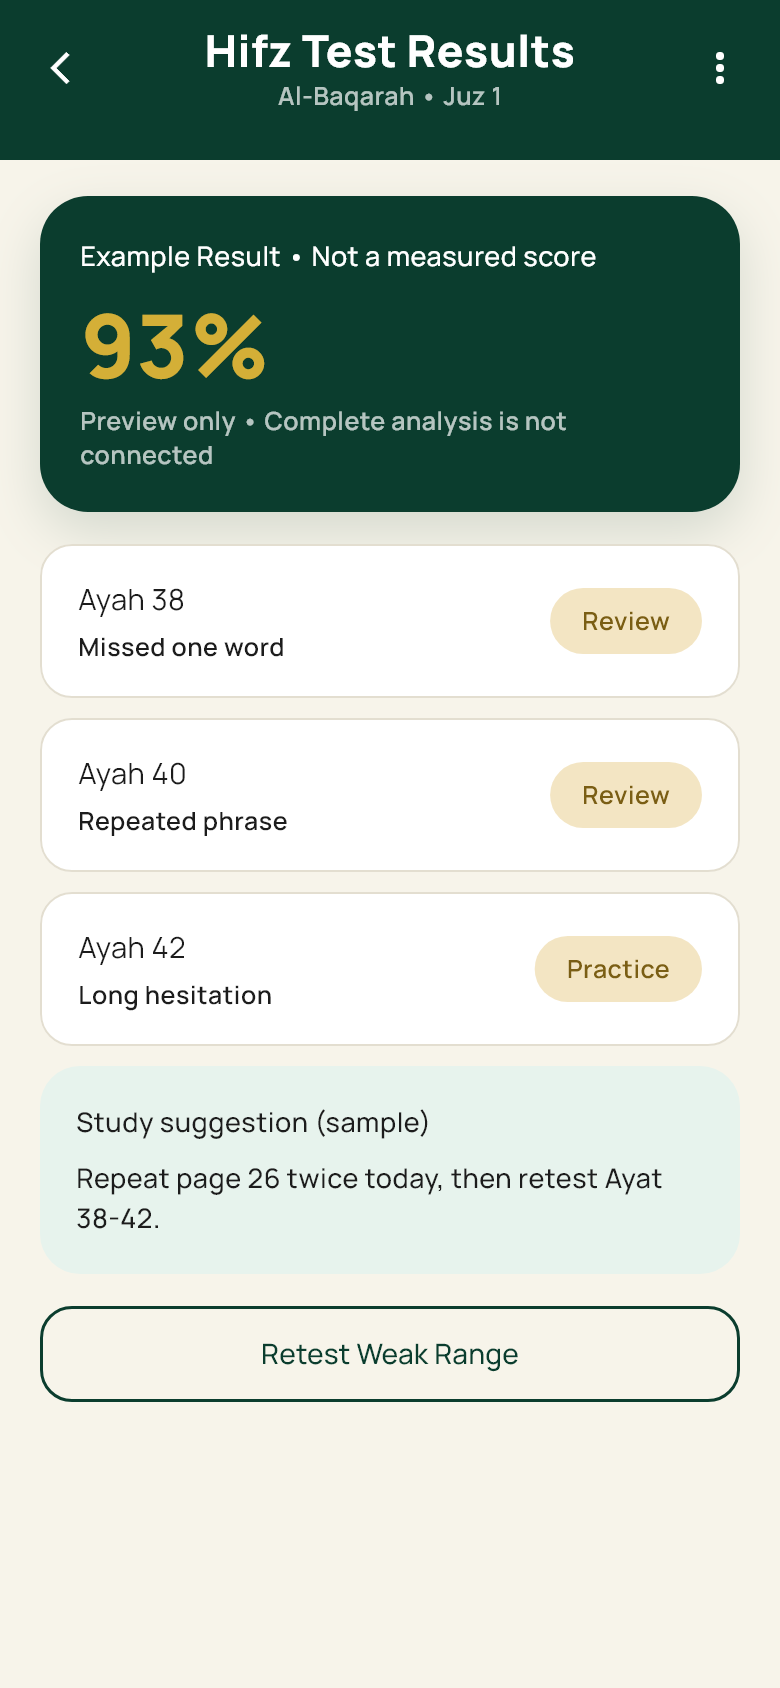 Hifz Test Results
Al-Baqarah • Juz 1
Example Result • Not a measured score
93%
Preview only • Complete analysis is not
connected
Ayah 38
Missed one word
Review
Ayah 40
Repeated phrase
Review
Ayah 42
Long hesitation
Practice
Study suggestion (sample)
Repeat page 26 twice today, then retest Ayat
38-42.
Retest Weak Range